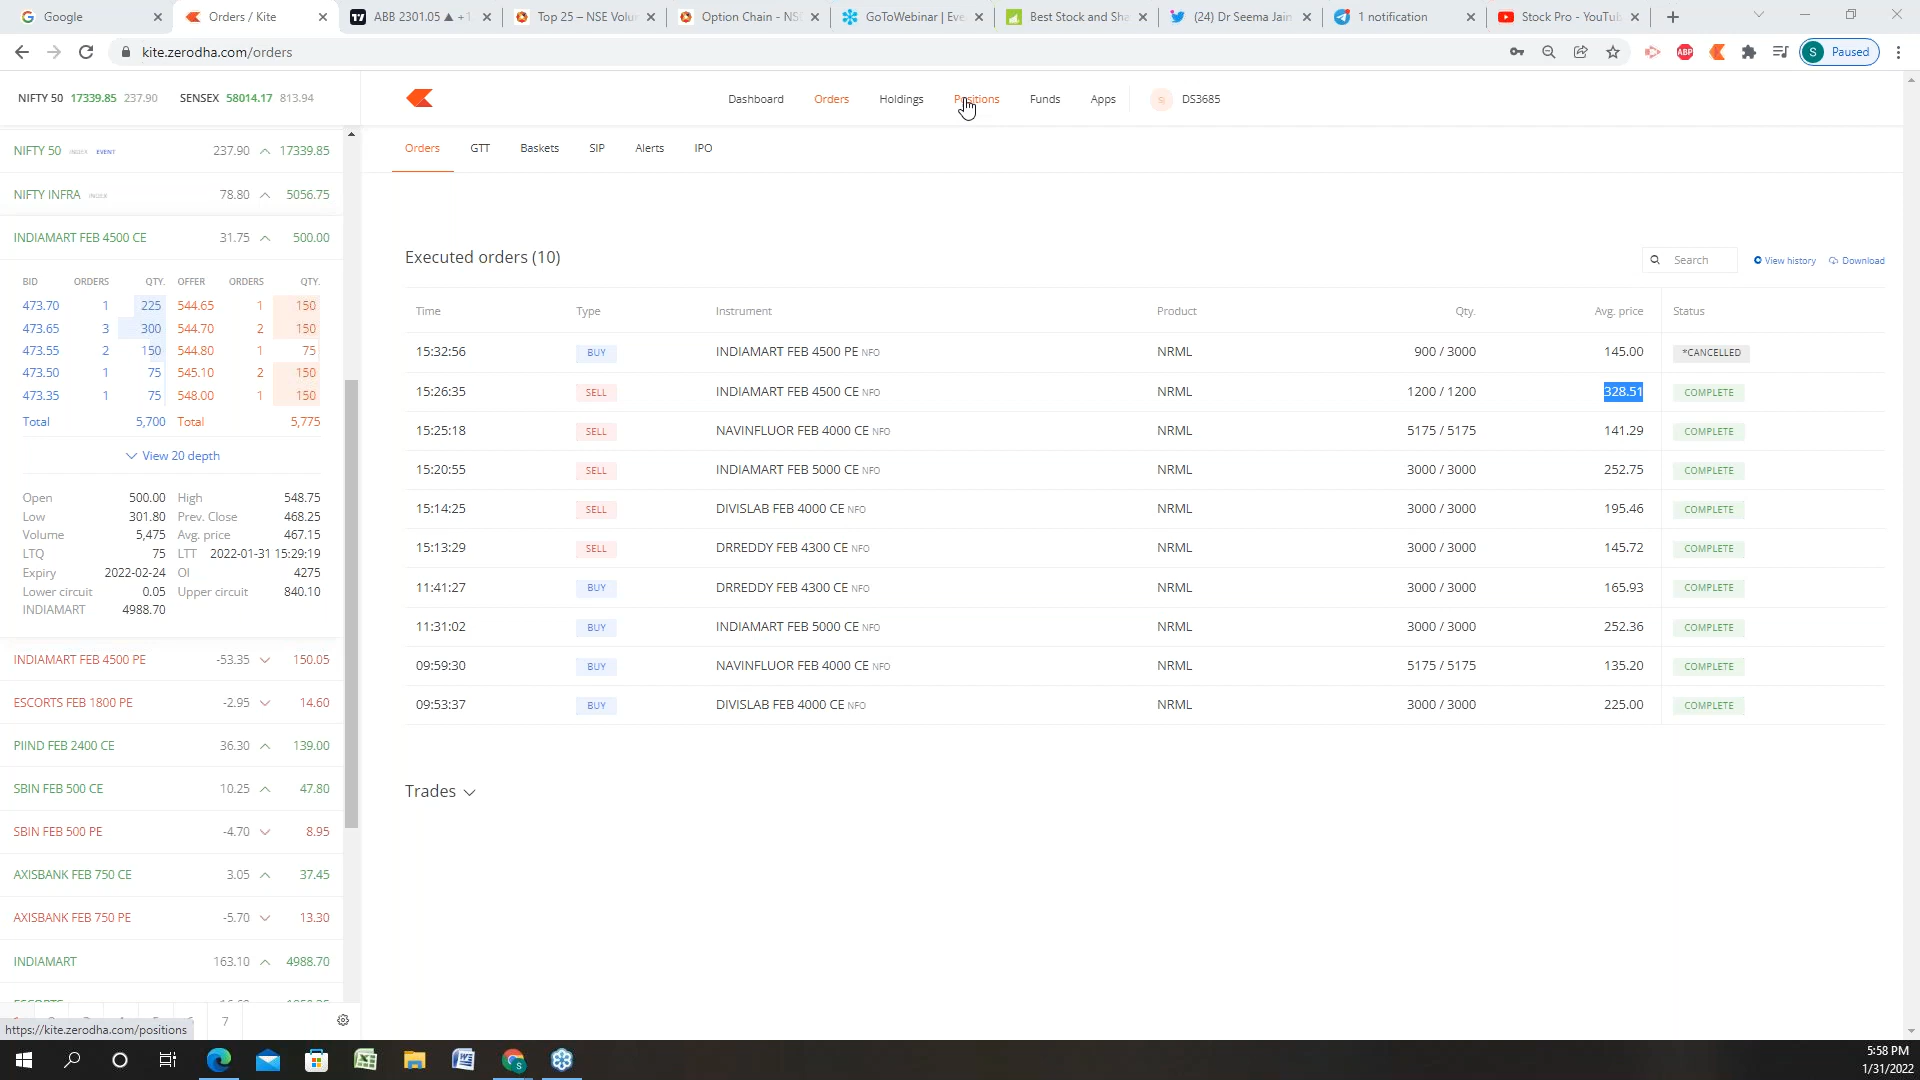 Google
Orders / Kite
ABB 2301.05 ▲ +1
Top 25 – NSE Volu
Option Chain - NS
GoToWebinar | Eve
Best Stock and Sha
(24) Dr Seema Jain
1 notification
Stock Pro - YouTub
kite.zerodha.com/orders
ABP
S Paused
NIFTY 50 17339.85 237.90 SENSEX 58014.17 813.94
Dashboard Orders Holdings Positions Funds Apps DS3685
NIFTY 50 INDEX EVENT 237.90 17339.85
NIFTY INFRA INDEX 78.80 5056.75
INDIAMART FEB 4500 CE 31.75 500.00
BID ORDERS QTY. OFFER ORDERS QTY.
473.70 1 225 544.65 1 150
473.65 3 300 544.70 2 150
473.55 2 150 544.80 1 75
473.50 1 75 545.10 2 150
473.35 1 75 548.00 1 150
Total 5,700 Total 5,775
View 20 depth
Open 500.00 High 548.75
Low 301.80 Prev. Close 468.25
Volume 5,475 Avg. price 467.15
LTQ 75 LTT 2022-01-31 15:29:19
Expiry 2022-02-24 OI 4275
Lower circuit 0.05 Upper circuit 840.10
INDIAMART 4988.70
INDIAMART FEB 4500 PE -53.35 150.05
ESCORTS FEB 1800 PE -2.95 14.60
PIIND FEB 2400 CE 36.30 139.00
SBIN FEB 500 CE 10.25 47.80
SBIN FEB 500 PE -4.70 8.95
AXISBANK FEB 750 CE 3.05 37.45
AXISBANK FEB 750 PE -5.70 13.30
INDIAMART 163.10 4988.70
7
https://kite.zerodha.com/positions
Orders GTT Baskets SIP Alerts IPO
Executed orders (10)
Search View history Download
Time Type Instrument Product Qty. Avg. price Status
15:32:56 BUY INDIAMART FEB 4500 PE NFO NRML 900 / 3000 145.00 *CANCELLED
15:26:35 SELL INDIAMART FEB 4500 CE NFO NRML 1200 / 1200 328.51 COMPLETE
15:25:18 SELL NAVINFLUOR FEB 4000 CE NFO NRML 5175 / 5175 141.29 COMPLETE
15:20:55 SELL INDIAMART FEB 5000 CE NFO NRML 3000 / 3000 252.75 COMPLETE
15:14:25 SELL DIVISLAB FEB 4000 CE NFO NRML 3000 / 3000 195.46 COMPLETE
15:13:29 SELL DRREDDY FEB 4300 CE NFO NRML 3000 / 3000 145.72 COMPLETE
11:41:27 BUY DRREDDY FEB 4300 CE NFO NRML 3000 / 3000 165.93 COMPLETE
11:31:02 BUY INDIAMART FEB 5000 CE NFO NRML 3000 / 3000 252.36 COMPLETE
09:59:30 BUY NAVINFLUOR FEB 4000 CE NFO NRML 5175 / 5175 135.20 COMPLETE
09:53:37 BUY DIVISLAB FEB 4000 CE NFO NRML 3000 / 3000 225.00 COMPLETE
Trades
5:58 PM
1/31/2022